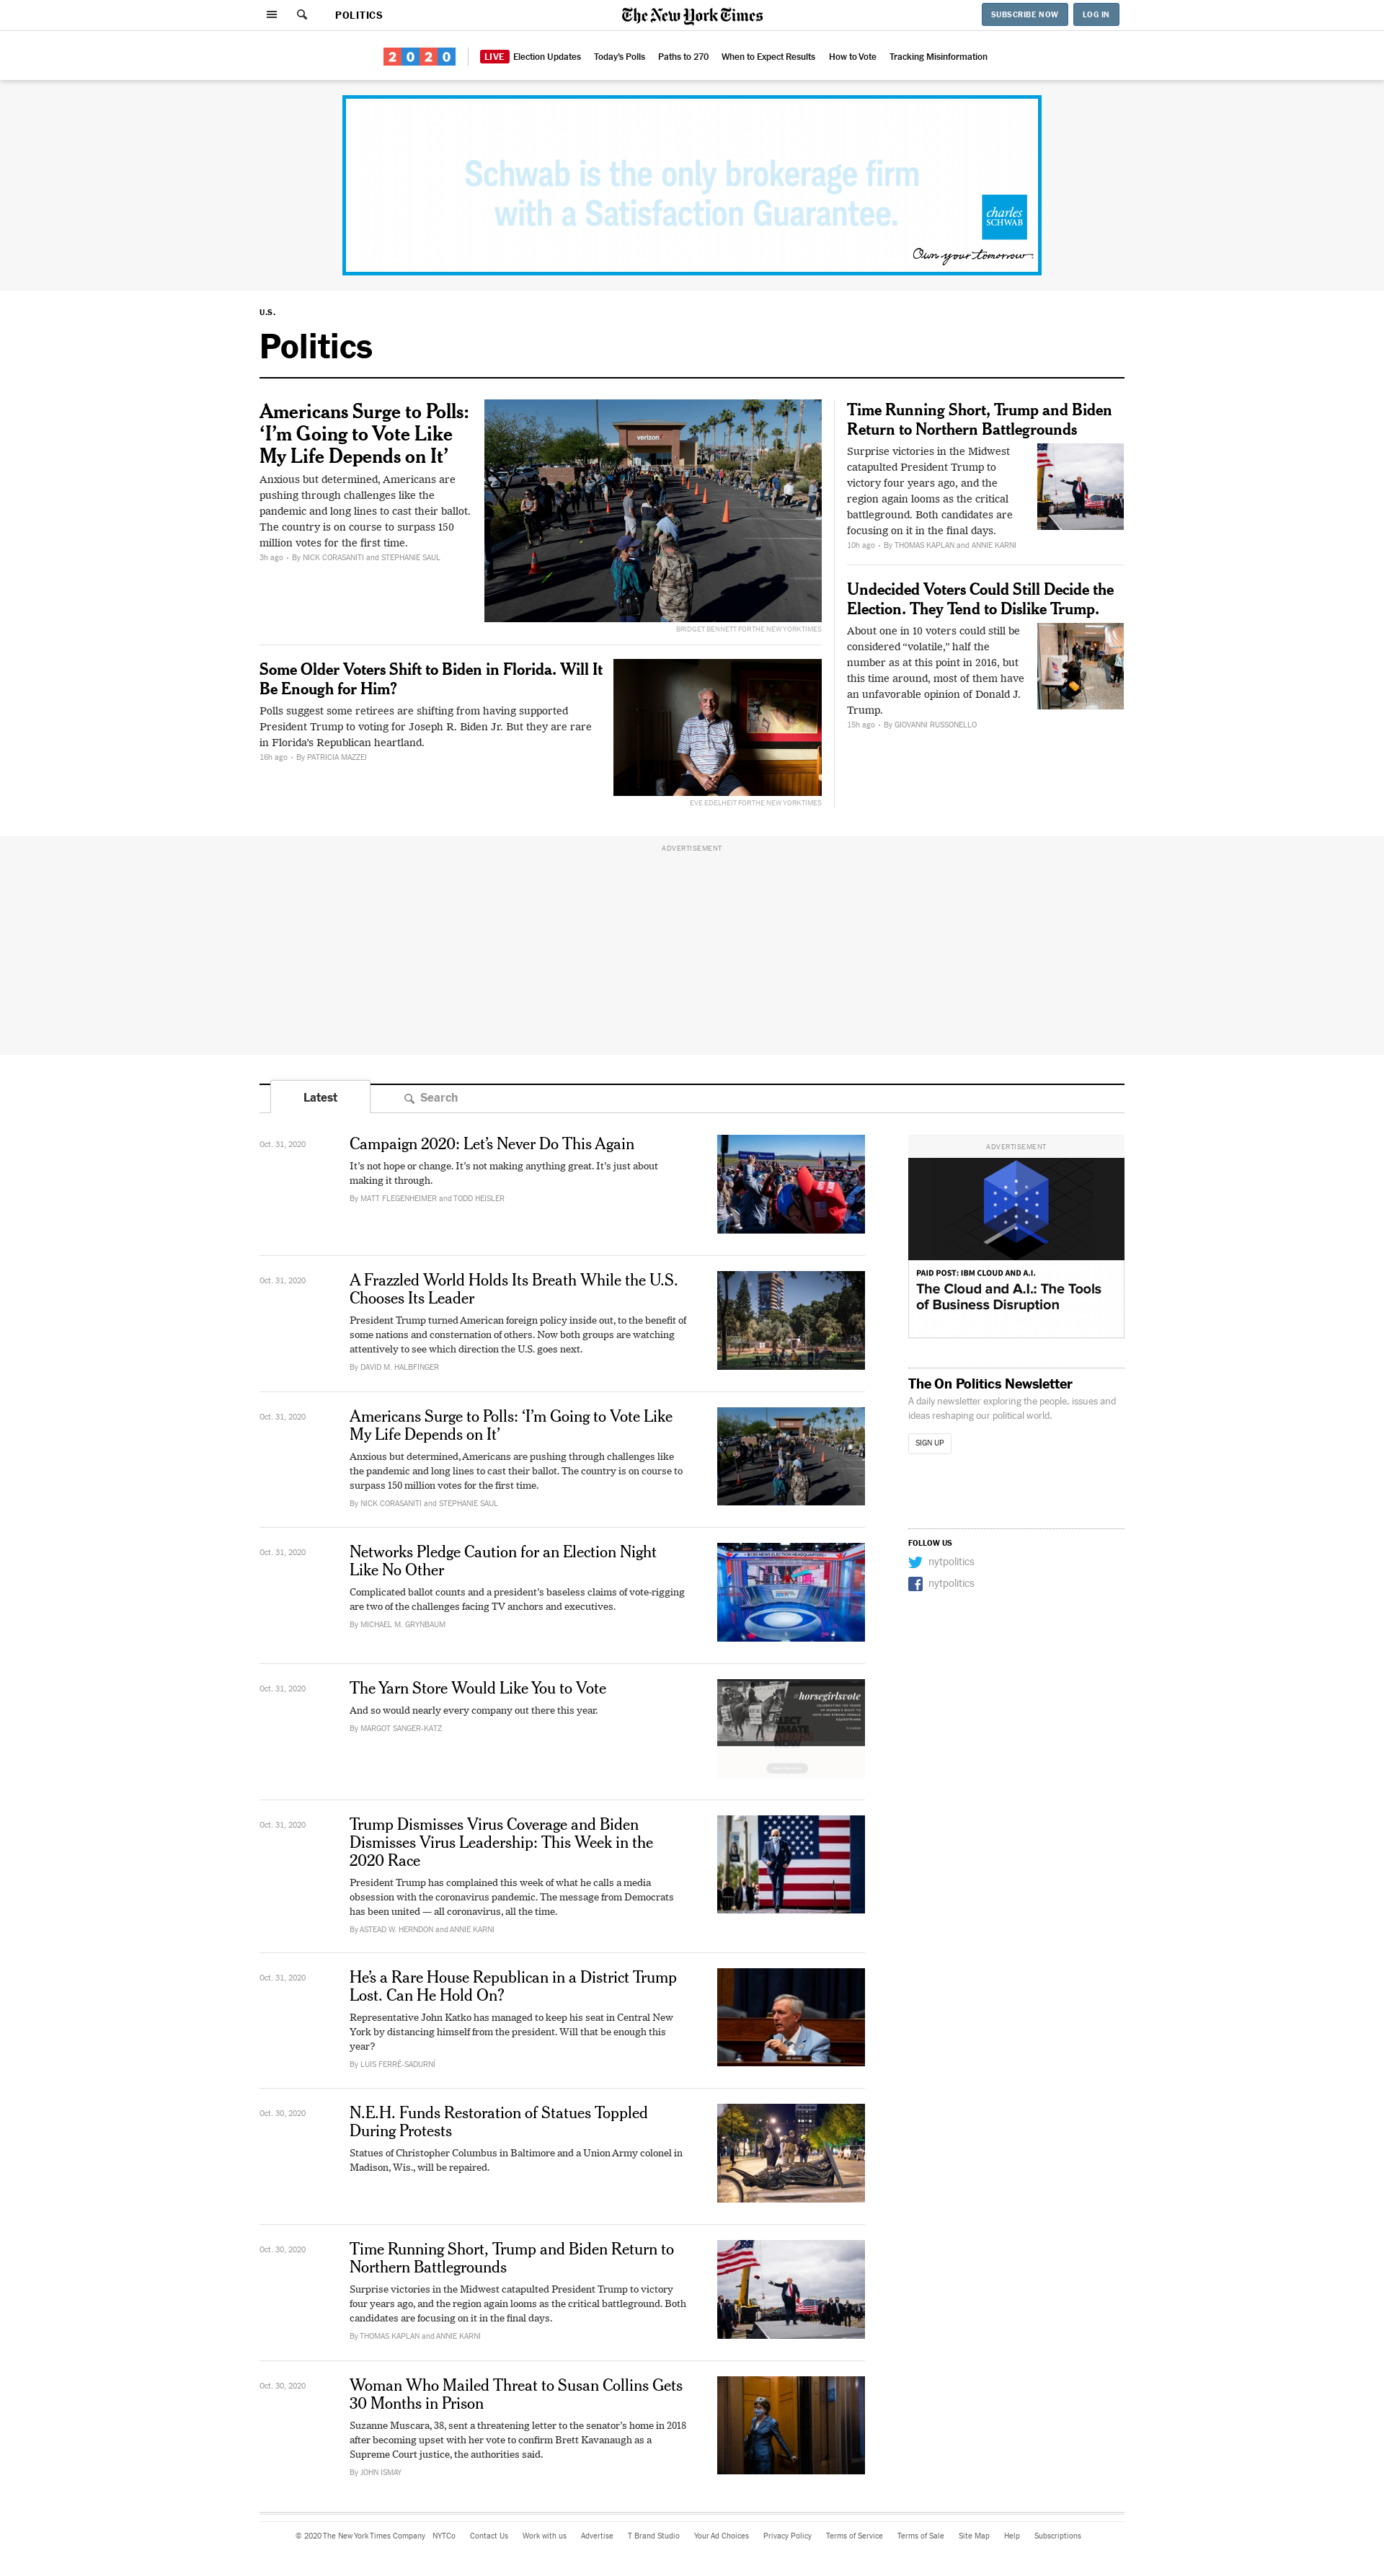 POLITICS
The New York Times
SUBSCRIBE NOW
LOG IN
2020
LIVE Election Updates
Today's Polls
Paths to 270
When to Expect Results
How to Vote
Tracking Misinformation
Schwab is the only brokerage firm
with a Satisfaction Guarantee.
charles
SCHWAB
Own your tomorrow
U.S.
Politics
Americans Surge to Polls:
‘I’m Going to Vote Like
My Life Depends on It’
Anxious but determined, Americans are
pushing through challenges like the
pandemic and long lines to cast their ballot.
The country is on course to surpass 150
million votes for the first time.
3h ago • By NICK CORASANITI and STEPHANIE SAUL
verizon
BRIDGET BENNETT FOR THE NEW YORK TIMES
Some Older Voters Shift to Biden in Florida. Will It
Be Enough for Him?
Polls suggest some retirees are shifting from having supported
President Trump to voting for Joseph R. Biden Jr. But they are rare
in Florida’s Republican heartland.
16h ago • By PATRICIA MAZZEI
EVE EDELHEIT FOR THE NEW YORK TIMES
Time Running Short, Trump and Biden
Return to Northern Battlegrounds
Surprise victories in the Midwest
catapulted President Trump to
victory four years ago, and the
region again looms as the critical
battleground. Both candidates are
focusing on it in the final days.
10h ago • By THOMAS KAPLAN and ANNIE KARNI
Undecided Voters Could Still Decide the
Election. They Tend to Dislike Trump.
About one in 10 voters could still be
considered “volatile,” half the
number as at this point in 2016, but
this time around, most of them have
an unfavorable opinion of Donald J.
Trump.
15h ago • By GIOVANNI RUSSONELLO
ADVERTISEMENT
Latest
Search
Oct. 31, 2020
Campaign 2020: Let’s Never Do This Again
It’s not hope or change. It’s not making anything great. It’s just about
making it through.
By MATT FLEGENHEIMER and TODD HEISLER
Oct. 31, 2020
A Frazzled World Holds Its Breath While the U.S.
Chooses Its Leader
President Trump turned American foreign policy inside out, to the benefit of
some nations and consternation of others. Now both groups are watching
attentively to see which direction the U.S. goes next.
By DAVID M. HALBFINGER
Oct. 31, 2020
Americans Surge to Polls: ‘I’m Going to Vote Like
My Life Depends on It’
Anxious but determined, Americans are pushing through challenges like
the pandemic and long lines to cast their ballot. The country is on course to
surpass 150 million votes for the first time.
By NICK CORASANITI and STEPHANIE SAUL
Oct. 31, 2020
Networks Pledge Caution for an Election Night
Like No Other
Complicated ballot counts and a president’s baseless claims of vote-rigging
are two of the challenges facing TV anchors and executives.
By MICHAEL M. GRYNBAUM
Oct. 31, 2020
The Yarn Store Would Like You to Vote
And so would nearly every company out there this year.
By MARGOT SANGER-KATZ
#horsegirlsvote
Oct. 31, 2020
Trump Dismisses Virus Coverage and Biden
Dismisses Virus Leadership: This Week in the
2020 Race
President Trump has complained this week of what he calls a media
obsession with the coronavirus pandemic. The message from Democrats
has been united — all coronavirus, all the time.
By ASTEAD W. HERNDON and ANNIE KARNI
Oct. 31, 2020
He’s a Rare House Republican in a District Trump
Lost. Can He Hold On?
Representative John Katko has managed to keep his seat in Central New
York by distancing himself from the president. Will that be enough this
year?
By LUIS FERRÉ-SADURNÍ
Oct. 30, 2020
N.E.H. Funds Restoration of Statues Toppled
During Protests
Statues of Christopher Columbus in Baltimore and a Union Army colonel in
Madison, Wis., will be repaired.
Oct. 30, 2020
Time Running Short, Trump and Biden Return to
Northern Battlegrounds
Surprise victories in the Midwest catapulted President Trump to victory
four years ago, and the region again looms as the critical battleground. Both
candidates are focusing on it in the final days.
By THOMAS KAPLAN and ANNIE KARNI
Oct. 30, 2020
Woman Who Mailed Threat to Susan Collins Gets
30 Months in Prison
Suzanne Muscara, 38, sent a threatening letter to the senator’s home in 2018
after becoming upset with her vote to confirm Brett Kavanaugh as a
Supreme Court justice, the authorities said.
By JOHN ISMAY
ADVERTISEMENT
PAID POST: IBM CLOUD AND A.I.
The Cloud and A.I.: The Tools
of Business Disruption
The On Politics Newsletter
A daily newsletter exploring the people, issues and
ideas reshaping our political world.
SIGN UP
FOLLOW US
nytpolitics
nytpolitics
© 2020 The New York Times Company
NYTCo
Contact Us
Work with us
Advertise
T Brand Studio
Your Ad Choices
Privacy Policy
Terms of Service
Terms of Sale
Site Map
Help
Subscriptions